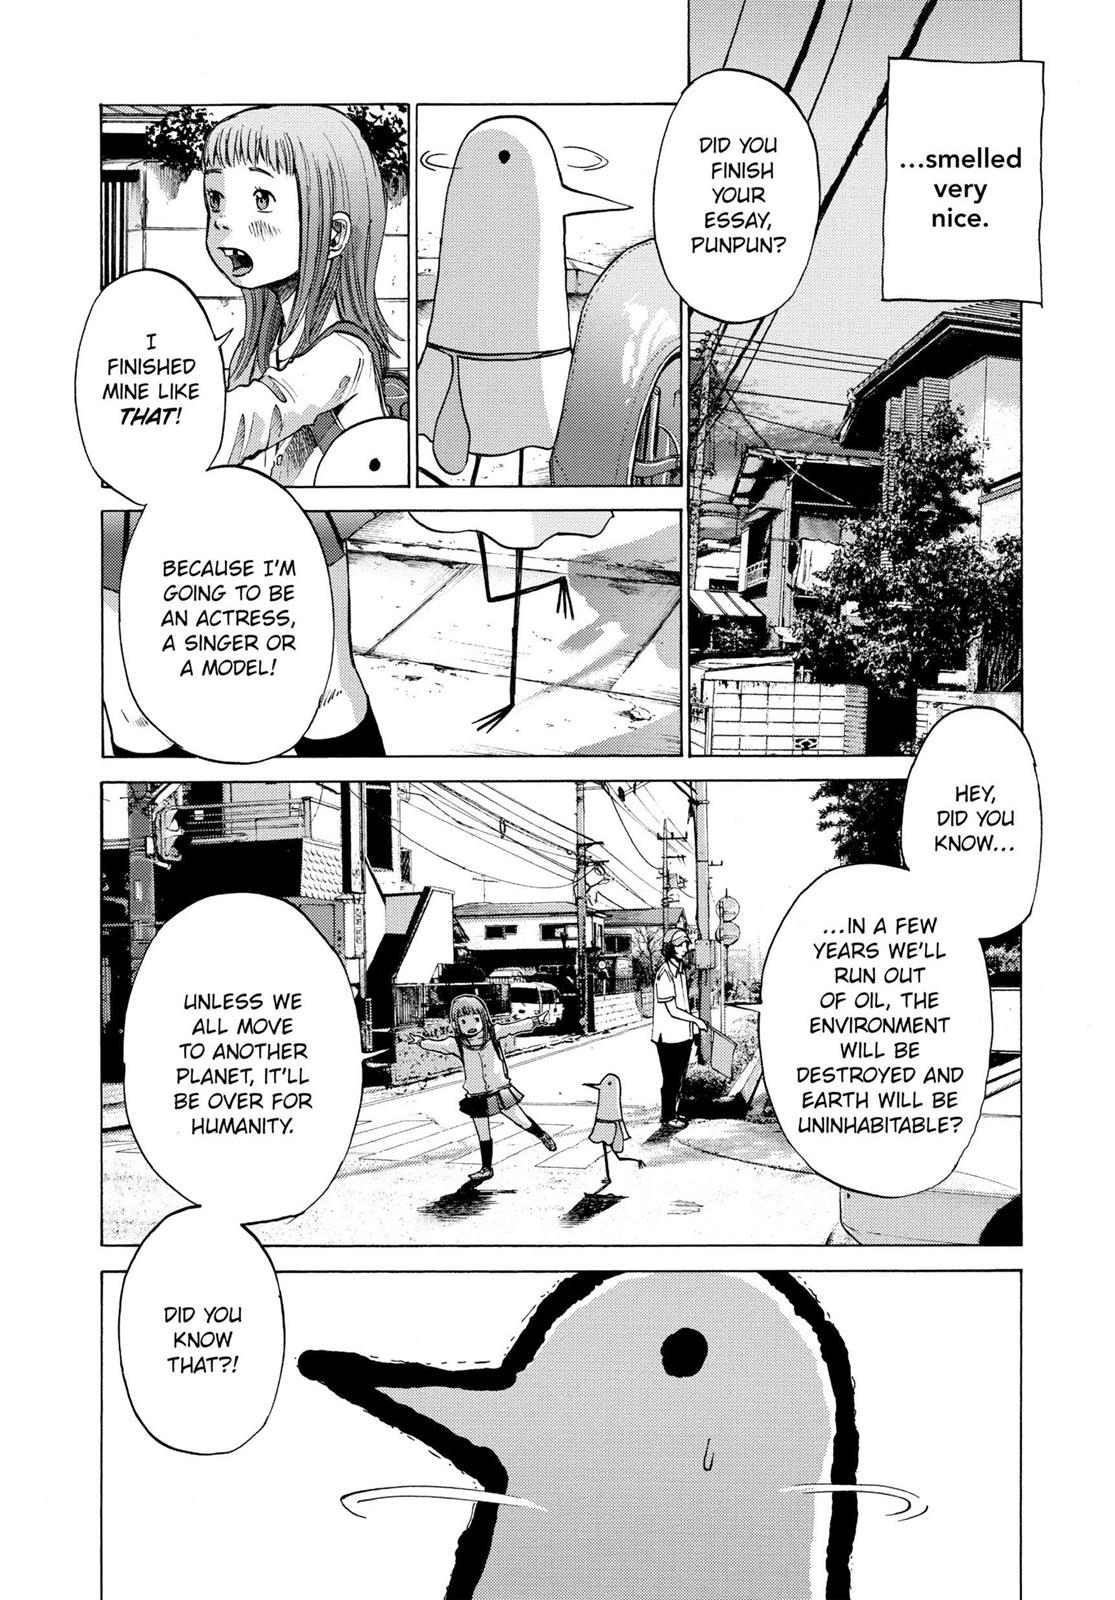 ...smelled
very
nice.
DID YOU
FINISH
YOUR
ESSAY,
PUNPUN?
I
FINISHED
MINE LIKE
THAT!
BECAUSE I'M
GOING TO BE
AN ACTRESS,
A SINGER OR
A MODEL!
HEY,
DID YOU
KNOW...
...IN A FEW
YEARS WE'LL
RUN OUT
OF OIL, THE
ENVIRONMENT
WILL BE
DESTROYED AND
EARTH WILL BE
UNINHABITABLE?
UNLESS WE
ALL MOVE
TO ANOTHER
PLANET, IT'LL
BE OVER FOR
HUMANITY.
DID YOU
KNOW
THAT?!